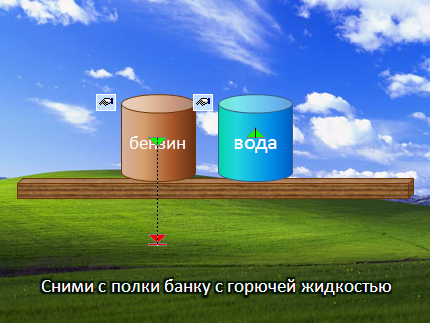 бензин
вода
Сними с полки банку с горючей жидкостью